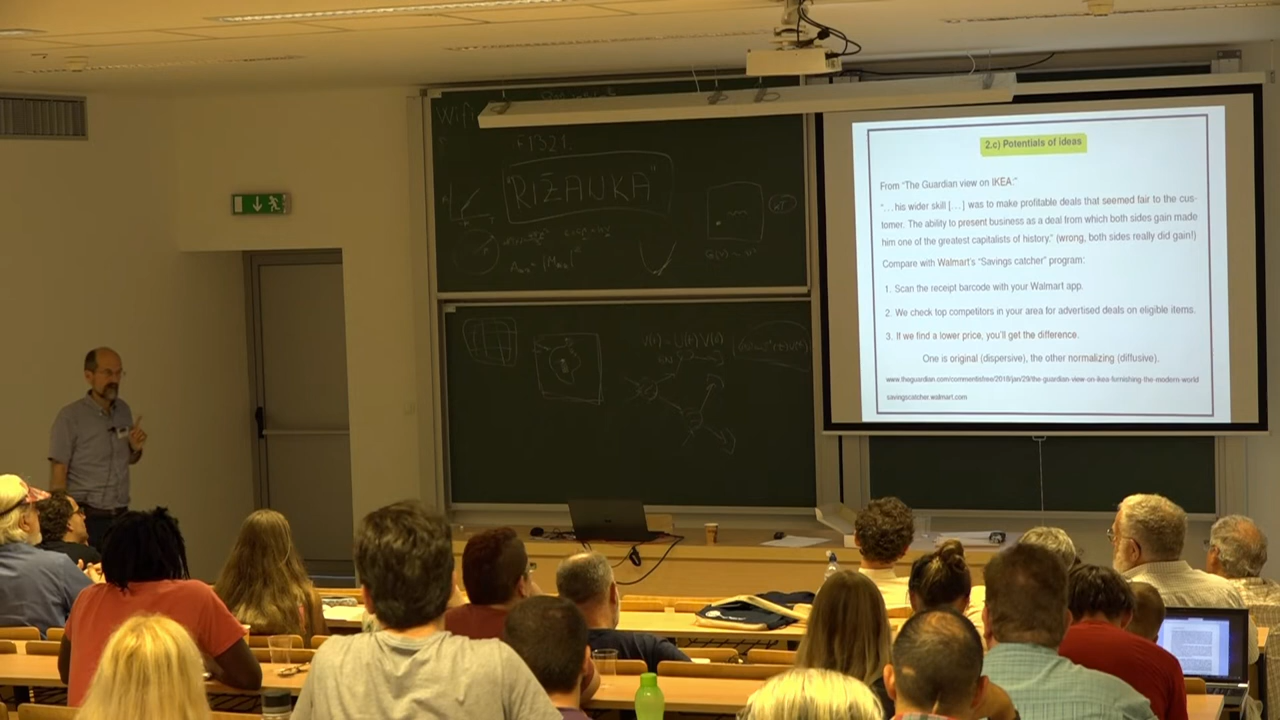 Wifi
FT321.
"RIŽANKA"
2.c) Potentials of ideas
From "The Guardian view on IKEA:"
"…his wider skill […] was to make profitable deals that seemed fair to the cus-
tomer. The ability to present business as a deal from which both sides gain made
him one of the greatest capitalists of history." (wrong, both sides really did gain!)
Compare with Walmart's "Savings catcher" program:
1. Scan the receipt barcode with your Walmart app.
2. We check top competitors in your area for advertised deals on eligible items.
3. If we find a lower price, you'll get the difference.
One is original (dispersive), the other normalizing (diffusive).
www.theguardian.com/commentisfree/2018/jan/29/the-guardian-view-on-ikea-furnishing-the-modern-world
savingscatcher.walmart.com